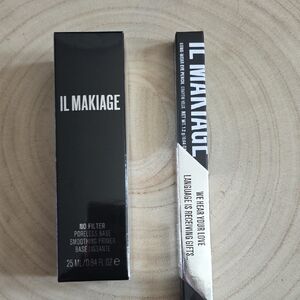 IL MAKIAGE
NO FILTER
PORELESS BASE
SMOOTHING PRIMER
BASE LISSANTE
25 ML/0.84 FL OZ e
IL MAKIAGE
WE HEAR YOUR LOVE
LANGUAGE IS RECEIVING GIFTS.